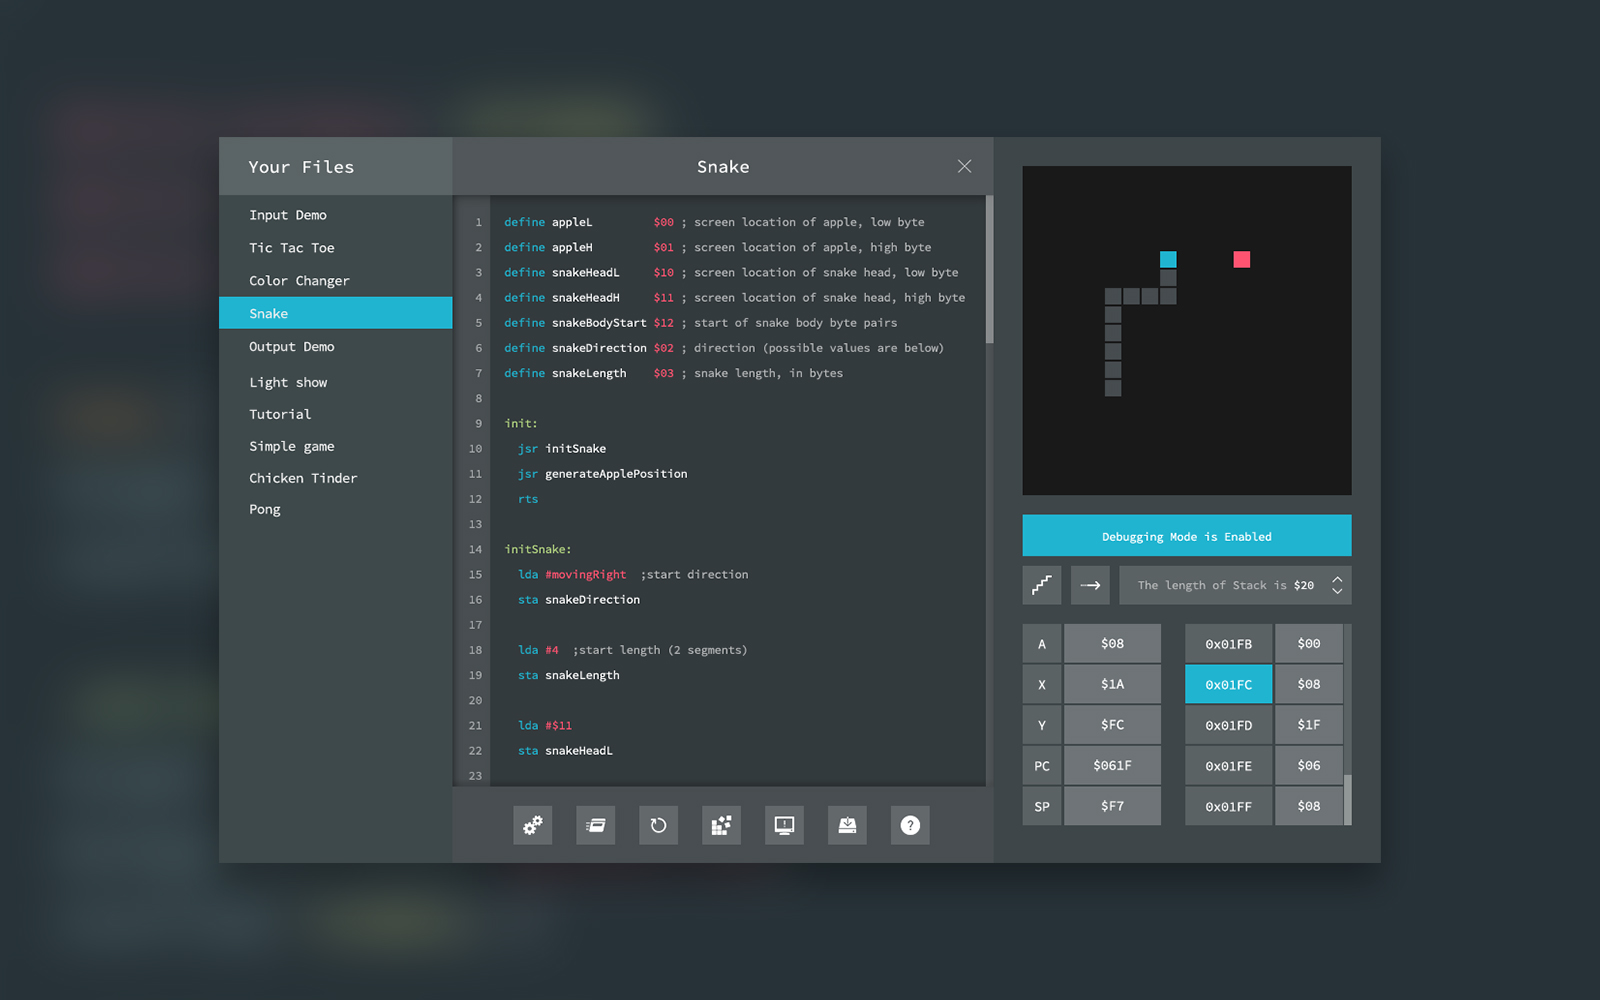 Your Files
Input Demo
Tic Tac Toe
Color Changer
Snake
Output Demo
Light show
Tutorial
Simple game
Chicken Tinder
Pong
Snake
1 define appleL $00 ; screen location of apple, low byte
2 define appleH $01 ; screen location of apple, high byte
3 define snakeHeadL $10 ; screen location of snake head, low byte
4 define snakeHeadH $11 ; screen location of snake head, high byte
5 define snakeBodyStart $12 ; start of snake body byte pairs
6 define snakeDirection $02 ; direction (possible values are below)
7 define snakeLength $03 ; snake length, in bytes
8
9 init:
10 jsr initSnake
11 jsr generateApplePosition
12 rts
13
14 initSnake:
15 lda #movingRight ;start direction
16 sta snakeDirection
17
18 lda #4 ;start length (2 segments)
19 sta snakeLength
20
21 lda #$11
22 sta snakeHeadL
23
Debugging Mode is Enabled
The length of Stack is $20
A $08 0x01FB $00
X $1A 0x01FC $08
Y $FC 0x01FD $1F
PC $061F 0x01FE $06
SP $F7 0x01FF $08